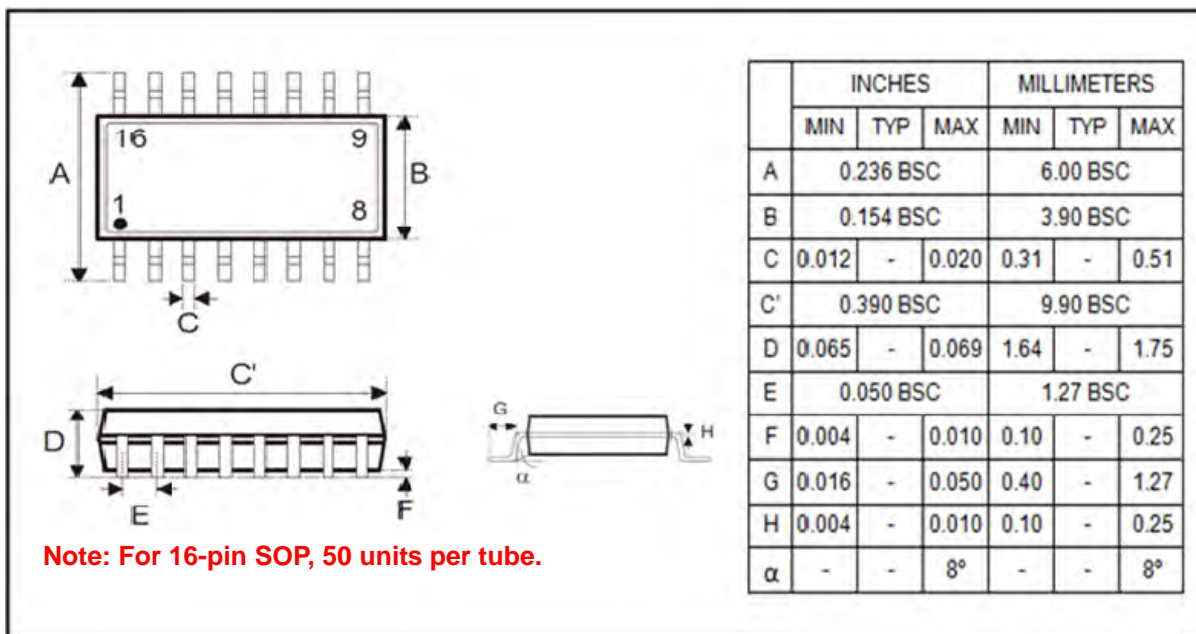 16 9
1 8
A
B
C
C'
D
E
F
G
H
α
Note: For 16-pin SOP, 50 units per tube.
INCHES MILLIMETERS
MIN TYP MAX MIN TYP MAX
A 0.236 BSC 6.00 BSC
B 0.154 BSC 3.90 BSC
C 0.012 - 0.020 0.31 - 0.51
C' 0.390 BSC 9.90 BSC
D 0.065 - 0.069 1.64 - 1.75
E 0.050 BSC 1.27 BSC
F 0.004 - 0.010 0.10 - 0.25
G 0.016 - 0.050 0.40 - 1.27
H 0.004 - 0.010 0.10 - 0.25
α - - 8º - - 8º